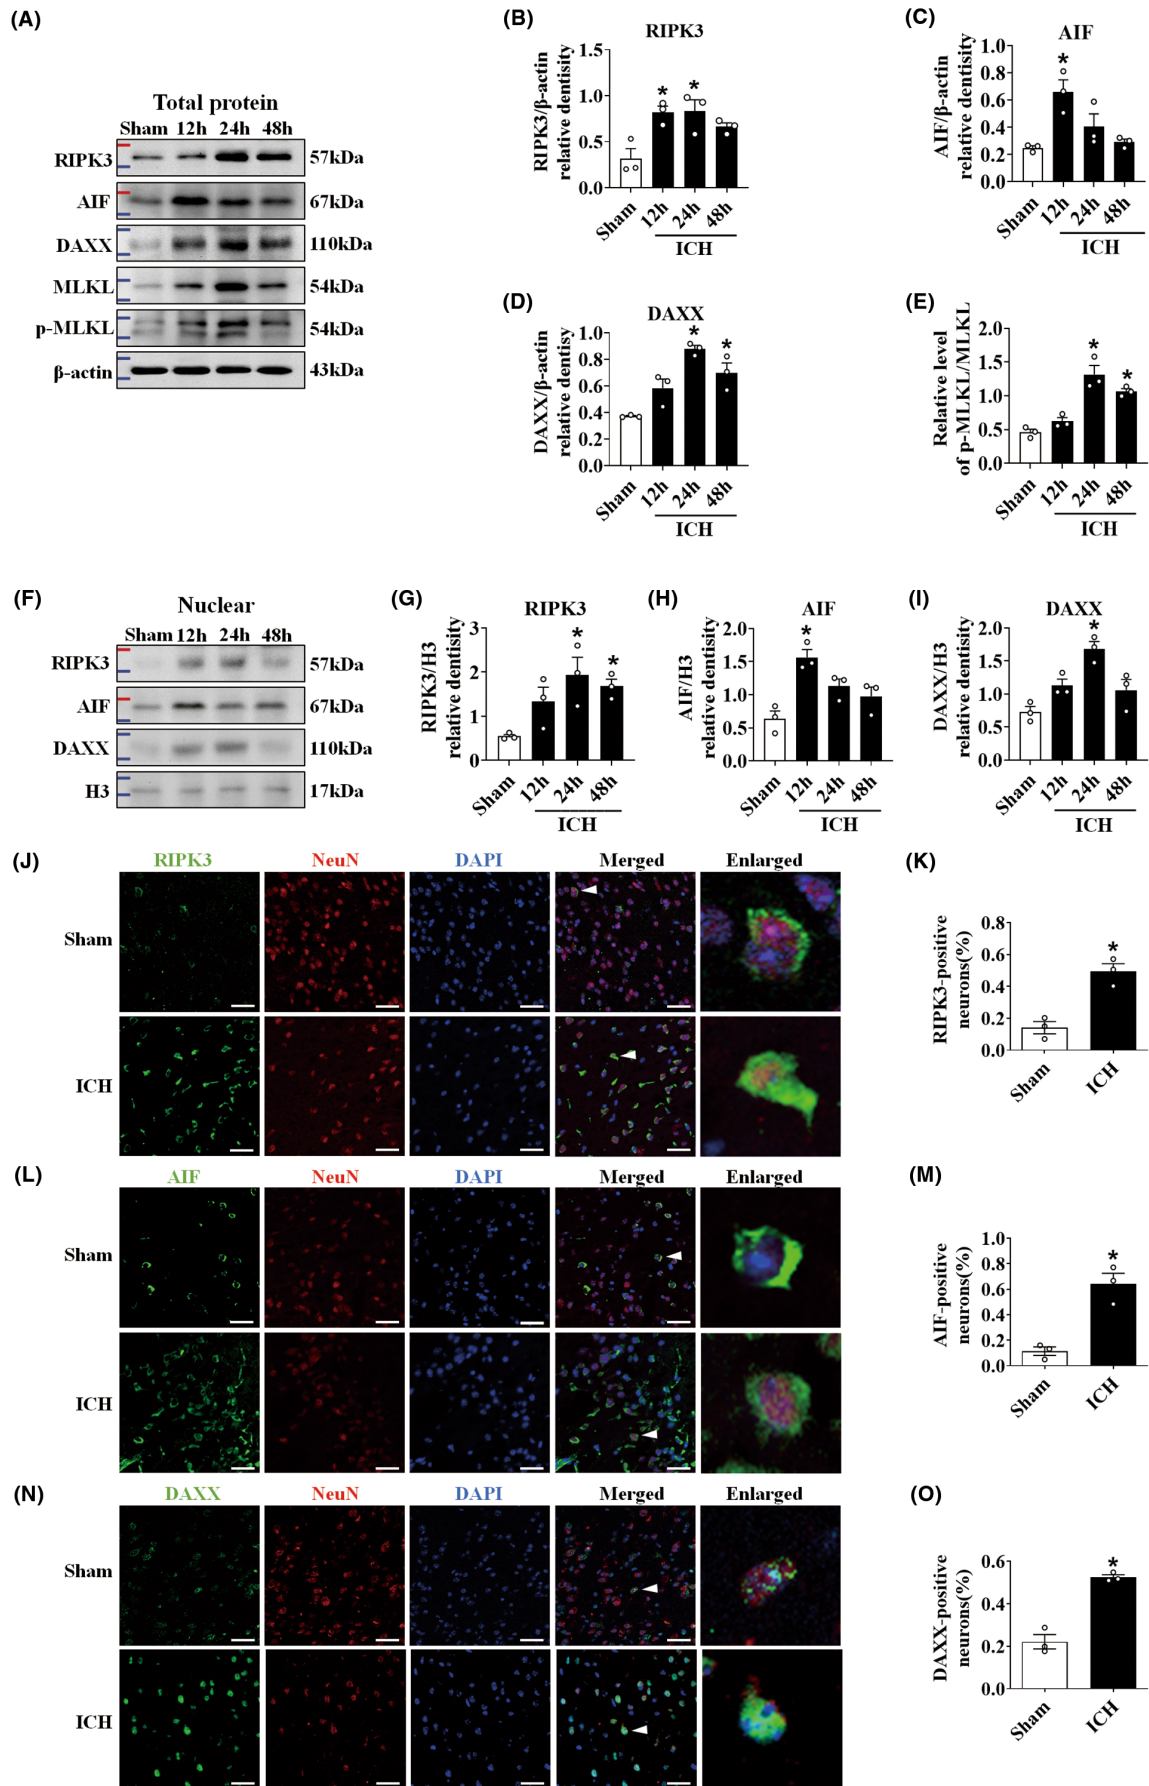 (A)
Total protein
Sham 12h 24h 48h
RIPK3 57kDa
AIF 67kDa
DAXX 110kDa
MLKL 54kDa
p-MLKL 54kDa
β-actin 43kDa
(B)
RIPK3
RIPK3/β-actin
relative dentisity
1.5
1.0
0.5
0.0
* *
Sham 12h 24h 48h
ICH
(C)
AIF
AIF/β-actin
relative dentisity
1.0
0.8
0.6
0.4
0.2
0.0
*
Sham 12h 24h 48h
ICH
(D)
DAXX
DAXX/β-actin
relative dentisy
1.0
0.8
0.6
0.4
0.2
0.0
* *
Sham 12h 24h 48h
ICH
(E)
Relative level
of p-MLKL/MLKL
2.0
1.5
1.0
0.5
0.0
* *
Sham 12h 24h 48h
ICH
(F)
Nuclear
Sham 12h 24h 48h
RIPK3 57kDa
AIF 67kDa
DAXX 110kDa
H3 17kDa
(G)
RIPK3
RIPK3/H3
relative dentisity
3
2
1
0
* *
Sham 12h 24h 48h
ICH
(H)
AIF
AIF/H3
relative dentisity
2.0
1.5
1.0
0.5
0.0
*
Sham 12h 24h 48h
ICH
(I)
DAXX
DAXX/H3
relative dentisity
2.0
1.5
1.0
0.5
0.0
*
Sham 12h 24h 48h
ICH
(J)
RIPK3 NeuN DAPI Merged Enlarged
Sham
ICH
(K)
RIPK3-positive
neurons(%)
0.8
0.6
0.4
0.2
0.0
*
Sham ICH
(L)
AIF NeuN DAPI Merged Enlarged
Sham
ICH
(M)
AIF-positive
neurons(%)
1.0
0.8
0.6
0.4
0.2
0.0
*
Sham ICH
(N)
DAXX NeuN DAPI Merged Enlarged
Sham
ICH
(O)
DAXX-positive
neurons(%)
0.6
0.4
0.2
0.0
*
Sham ICH